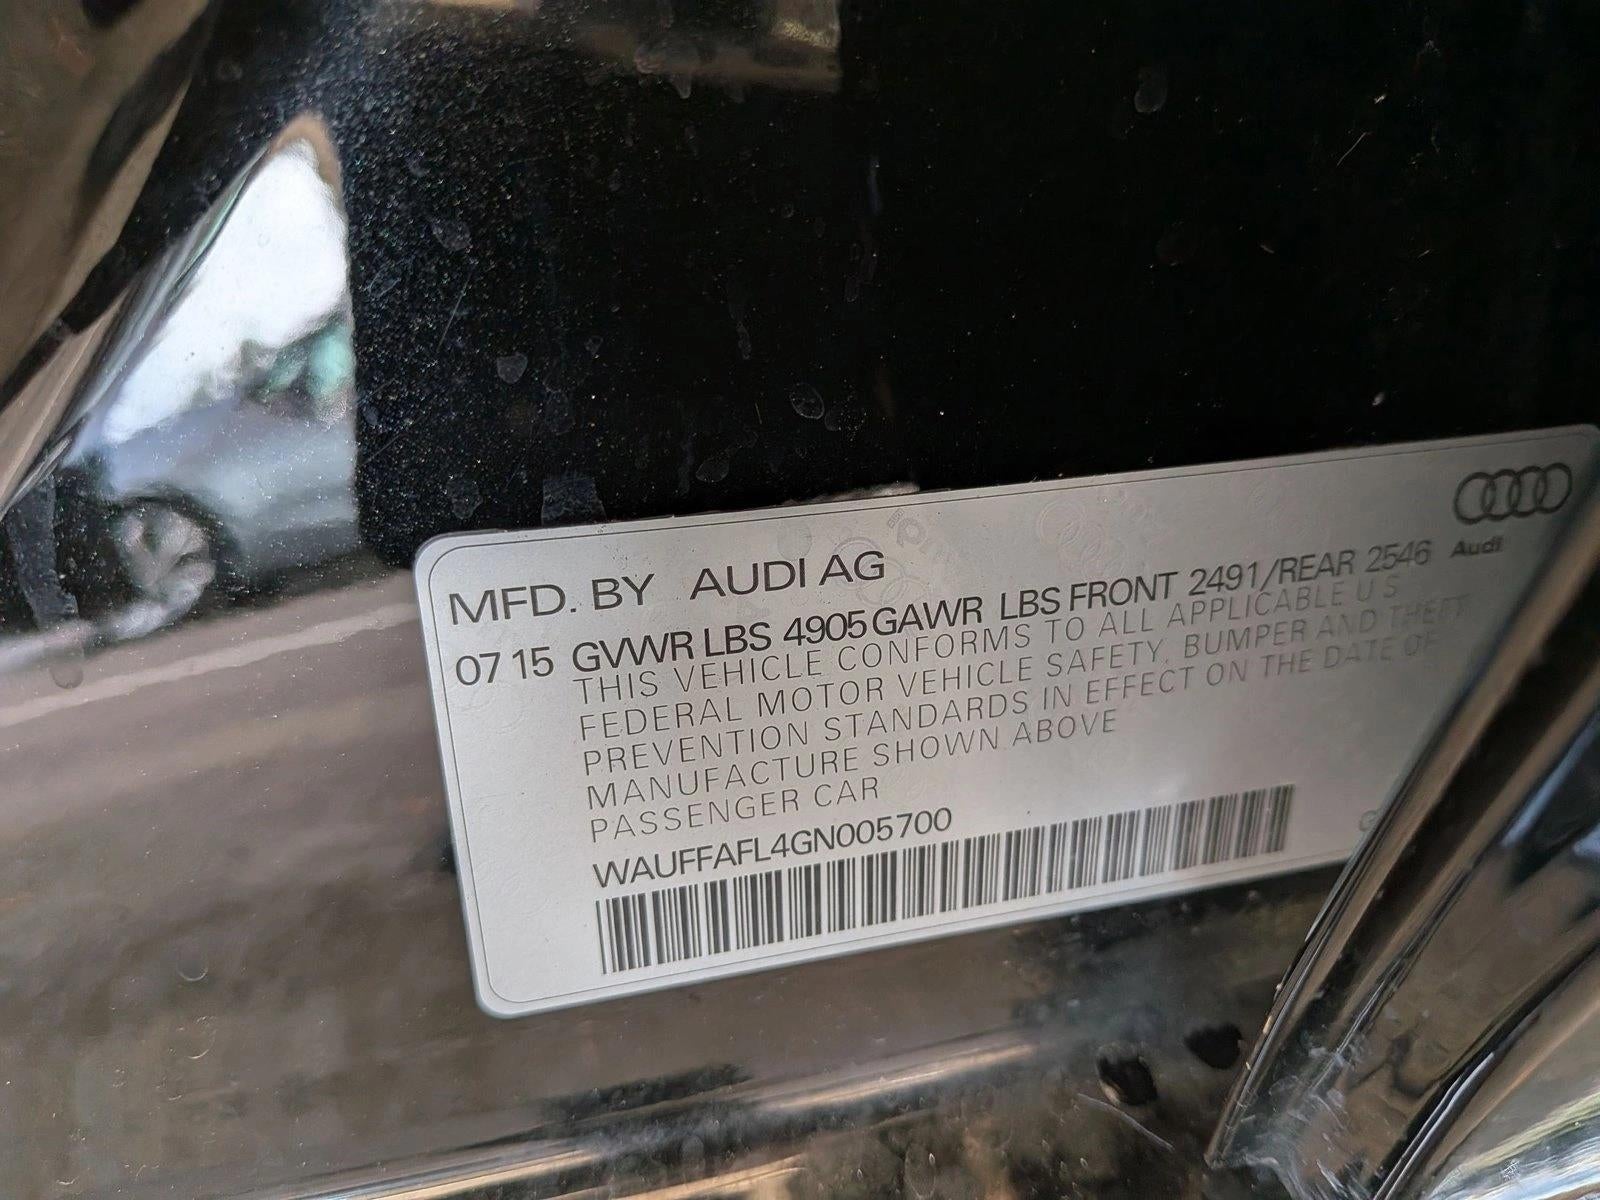 MFD. BY AUDI AG
Audi
07 15 GVWR LBS 4905 GAWR LBS FRONT 2491/REAR 2546
THIS VEHICLE CONFORMS TO ALL APPLICABLE U S
FEDERAL MOTOR VEHICLE SAFETY, BUMPER AND THEFT
PREVENTION STANDARDS IN EFFECT ON THE DATE OF
MANUFACTURE SHOWN ABOVE
PASSENGER CAR
WAUFFAFL4GN005700